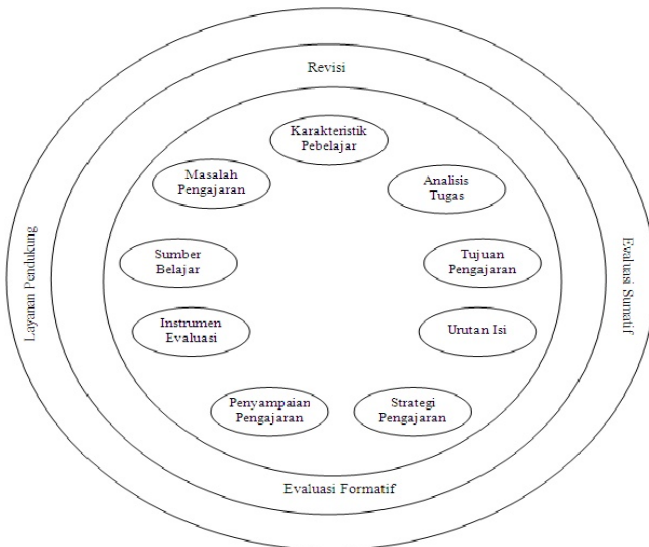 Revisi
Karakteristik
Pebelajar
Masalah
Pengajaran
Analisis
Tugas
Sumber
Belajar
Tujuan
Pengajaran
Instrumen
Evaluasi
Urutan Isi
Penyampaian
Pengajaran
Strategi
Pengajaran
Evaluasi Formatif
Layanan Pendukung
Evaluasi Sumatif